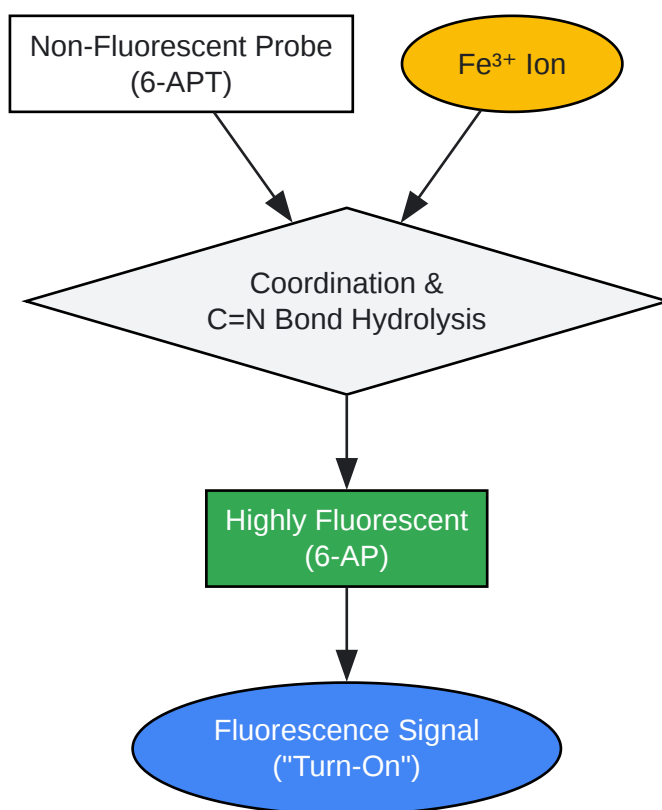 Non-Fluorescent Probe
(6-APT)
Fe³⁺ Ion
Coordination &
C=N Bond Hydrolysis
Highly Fluorescent
(6-AP)
Fluorescence Signal
("Turn-On")